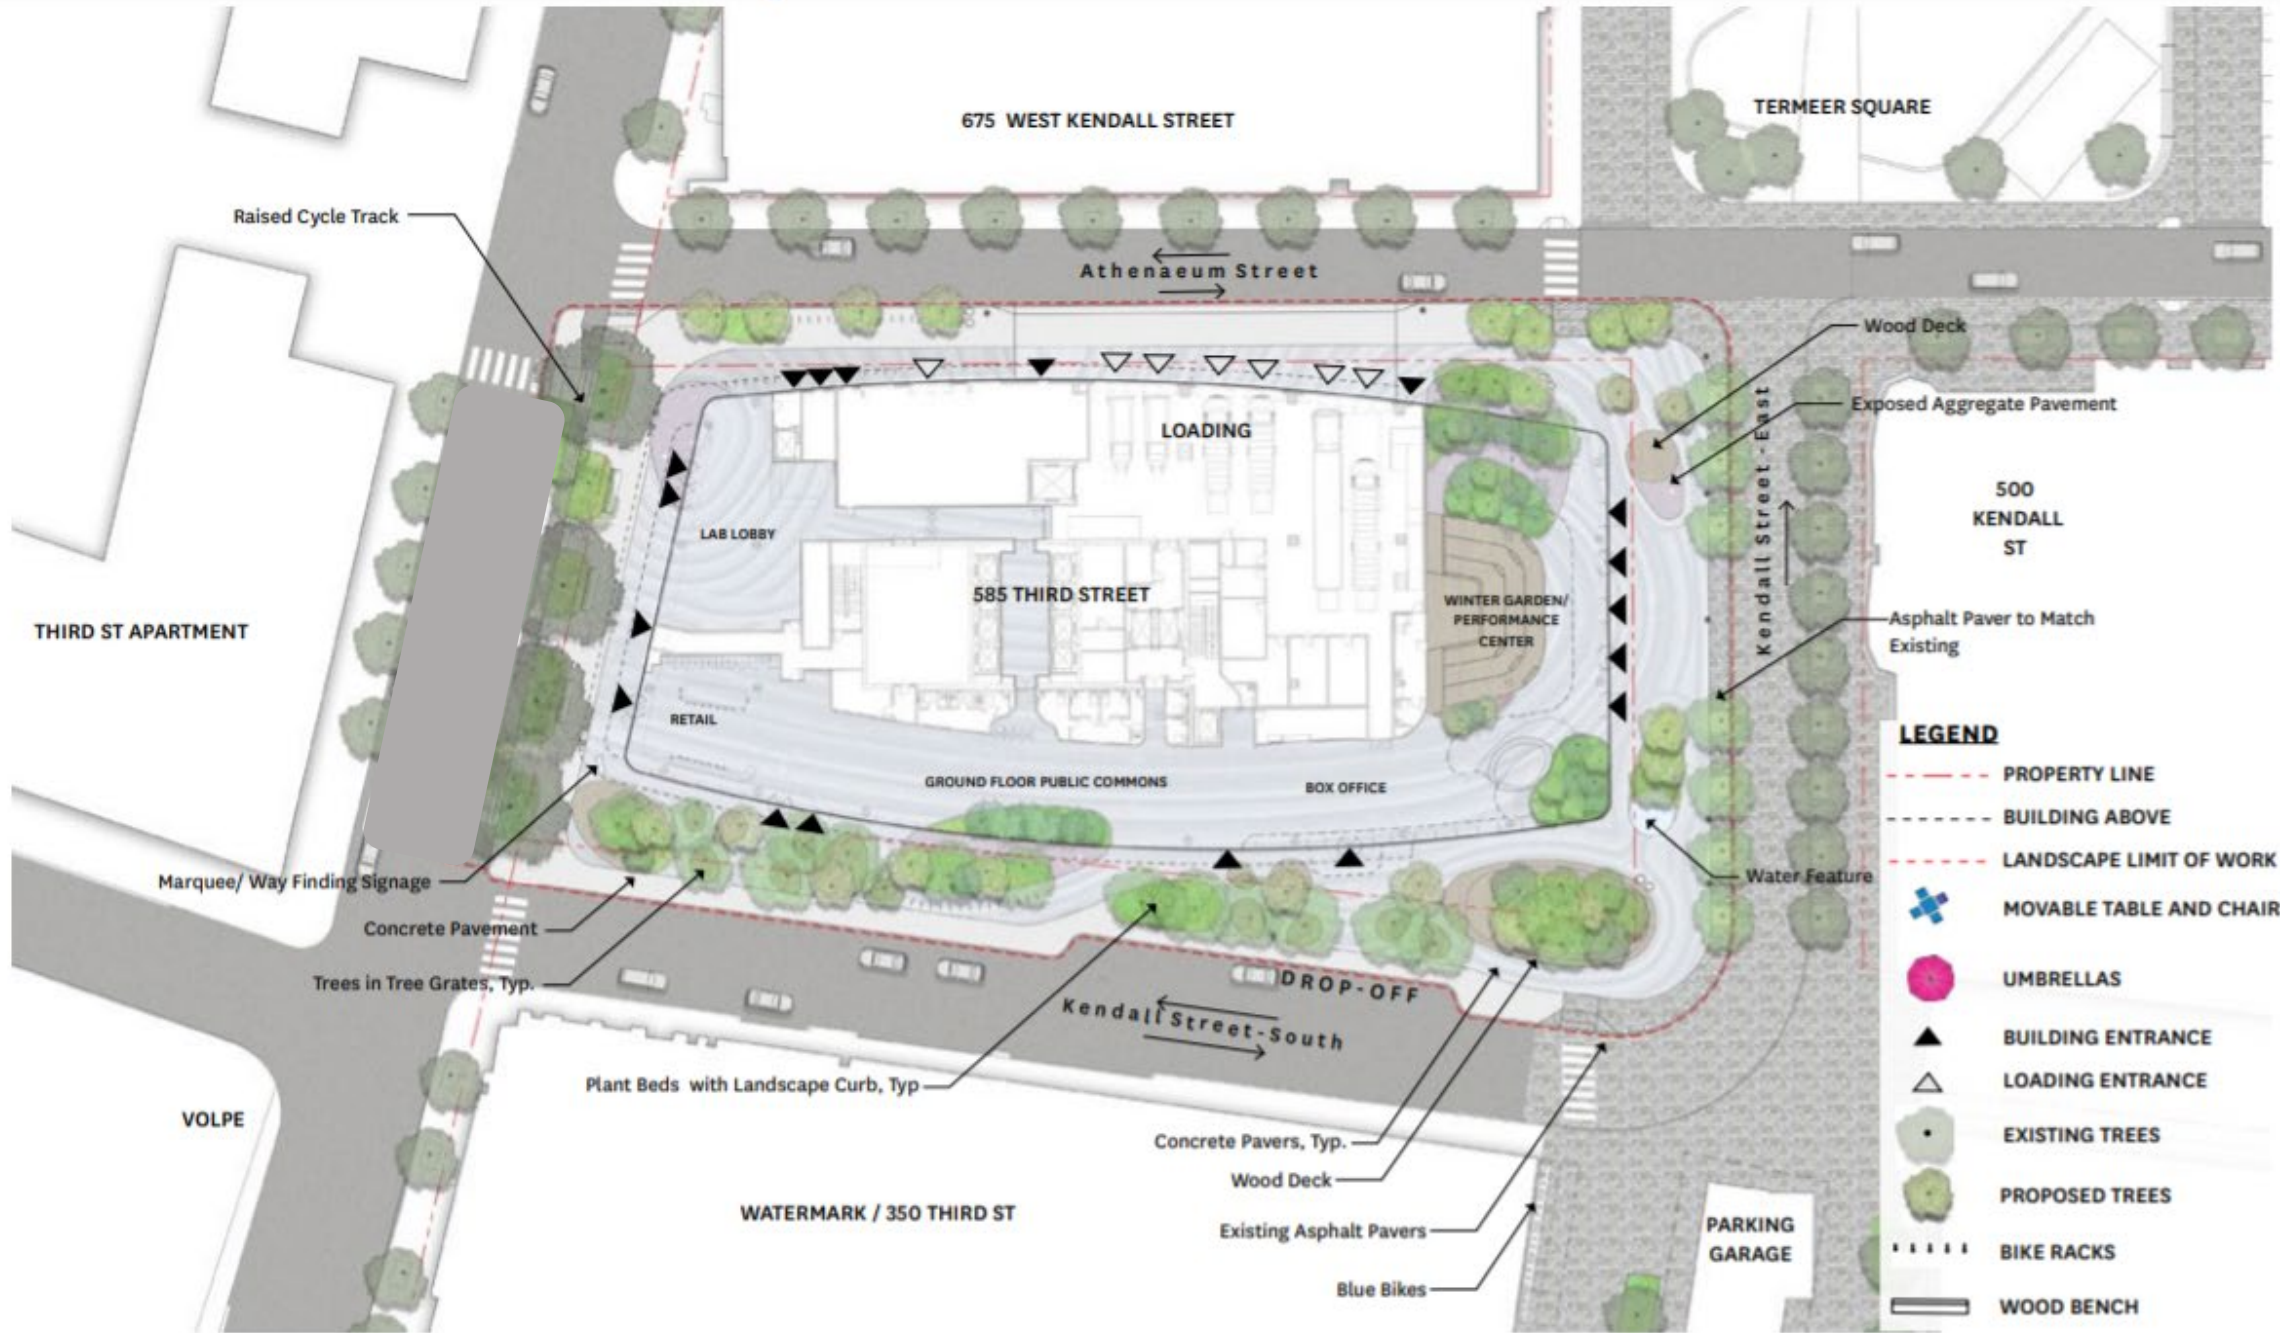 675 WEST KENDALL STREET
TERMEER SQUARE
Raised Cycle Track
Athenaeum Street
Wood Deck
Exposed Aggregate Pavement
Kendall Street-East
LOADING
LAB LOBBY
500
KENDALL
ST
585 THIRD STREET
WINTER GARDEN/
PERFORMANCE
CENTER
THIRD ST APARTMENT
Asphalt Paver to Match
Existing
RETAIL
GROUND FLOOR PUBLIC COMMONS
BOX OFFICE
Marquee/ Way Finding Signage
Water Feature
Concrete Pavement
Trees in Tree Grates, Typ.
DROP-OFF
Kendall Street-South
Plant Beds with Landscape Curb, Typ
VOLPE
Concrete Pavers, Typ.
Wood Deck
WATERMARK / 350 THIRD ST
Existing Asphalt Pavers
Blue Bikes
PARKING
GARAGE
LEGEND
PROPERTY LINE
BUILDING ABOVE
LANDSCAPE LIMIT OF WORK
MOVABLE TABLE AND CHAIR
UMBRELLAS
BUILDING ENTRANCE
LOADING ENTRANCE
EXISTING TREES
PROPOSED TREES
BIKE RACKS
WOOD BENCH